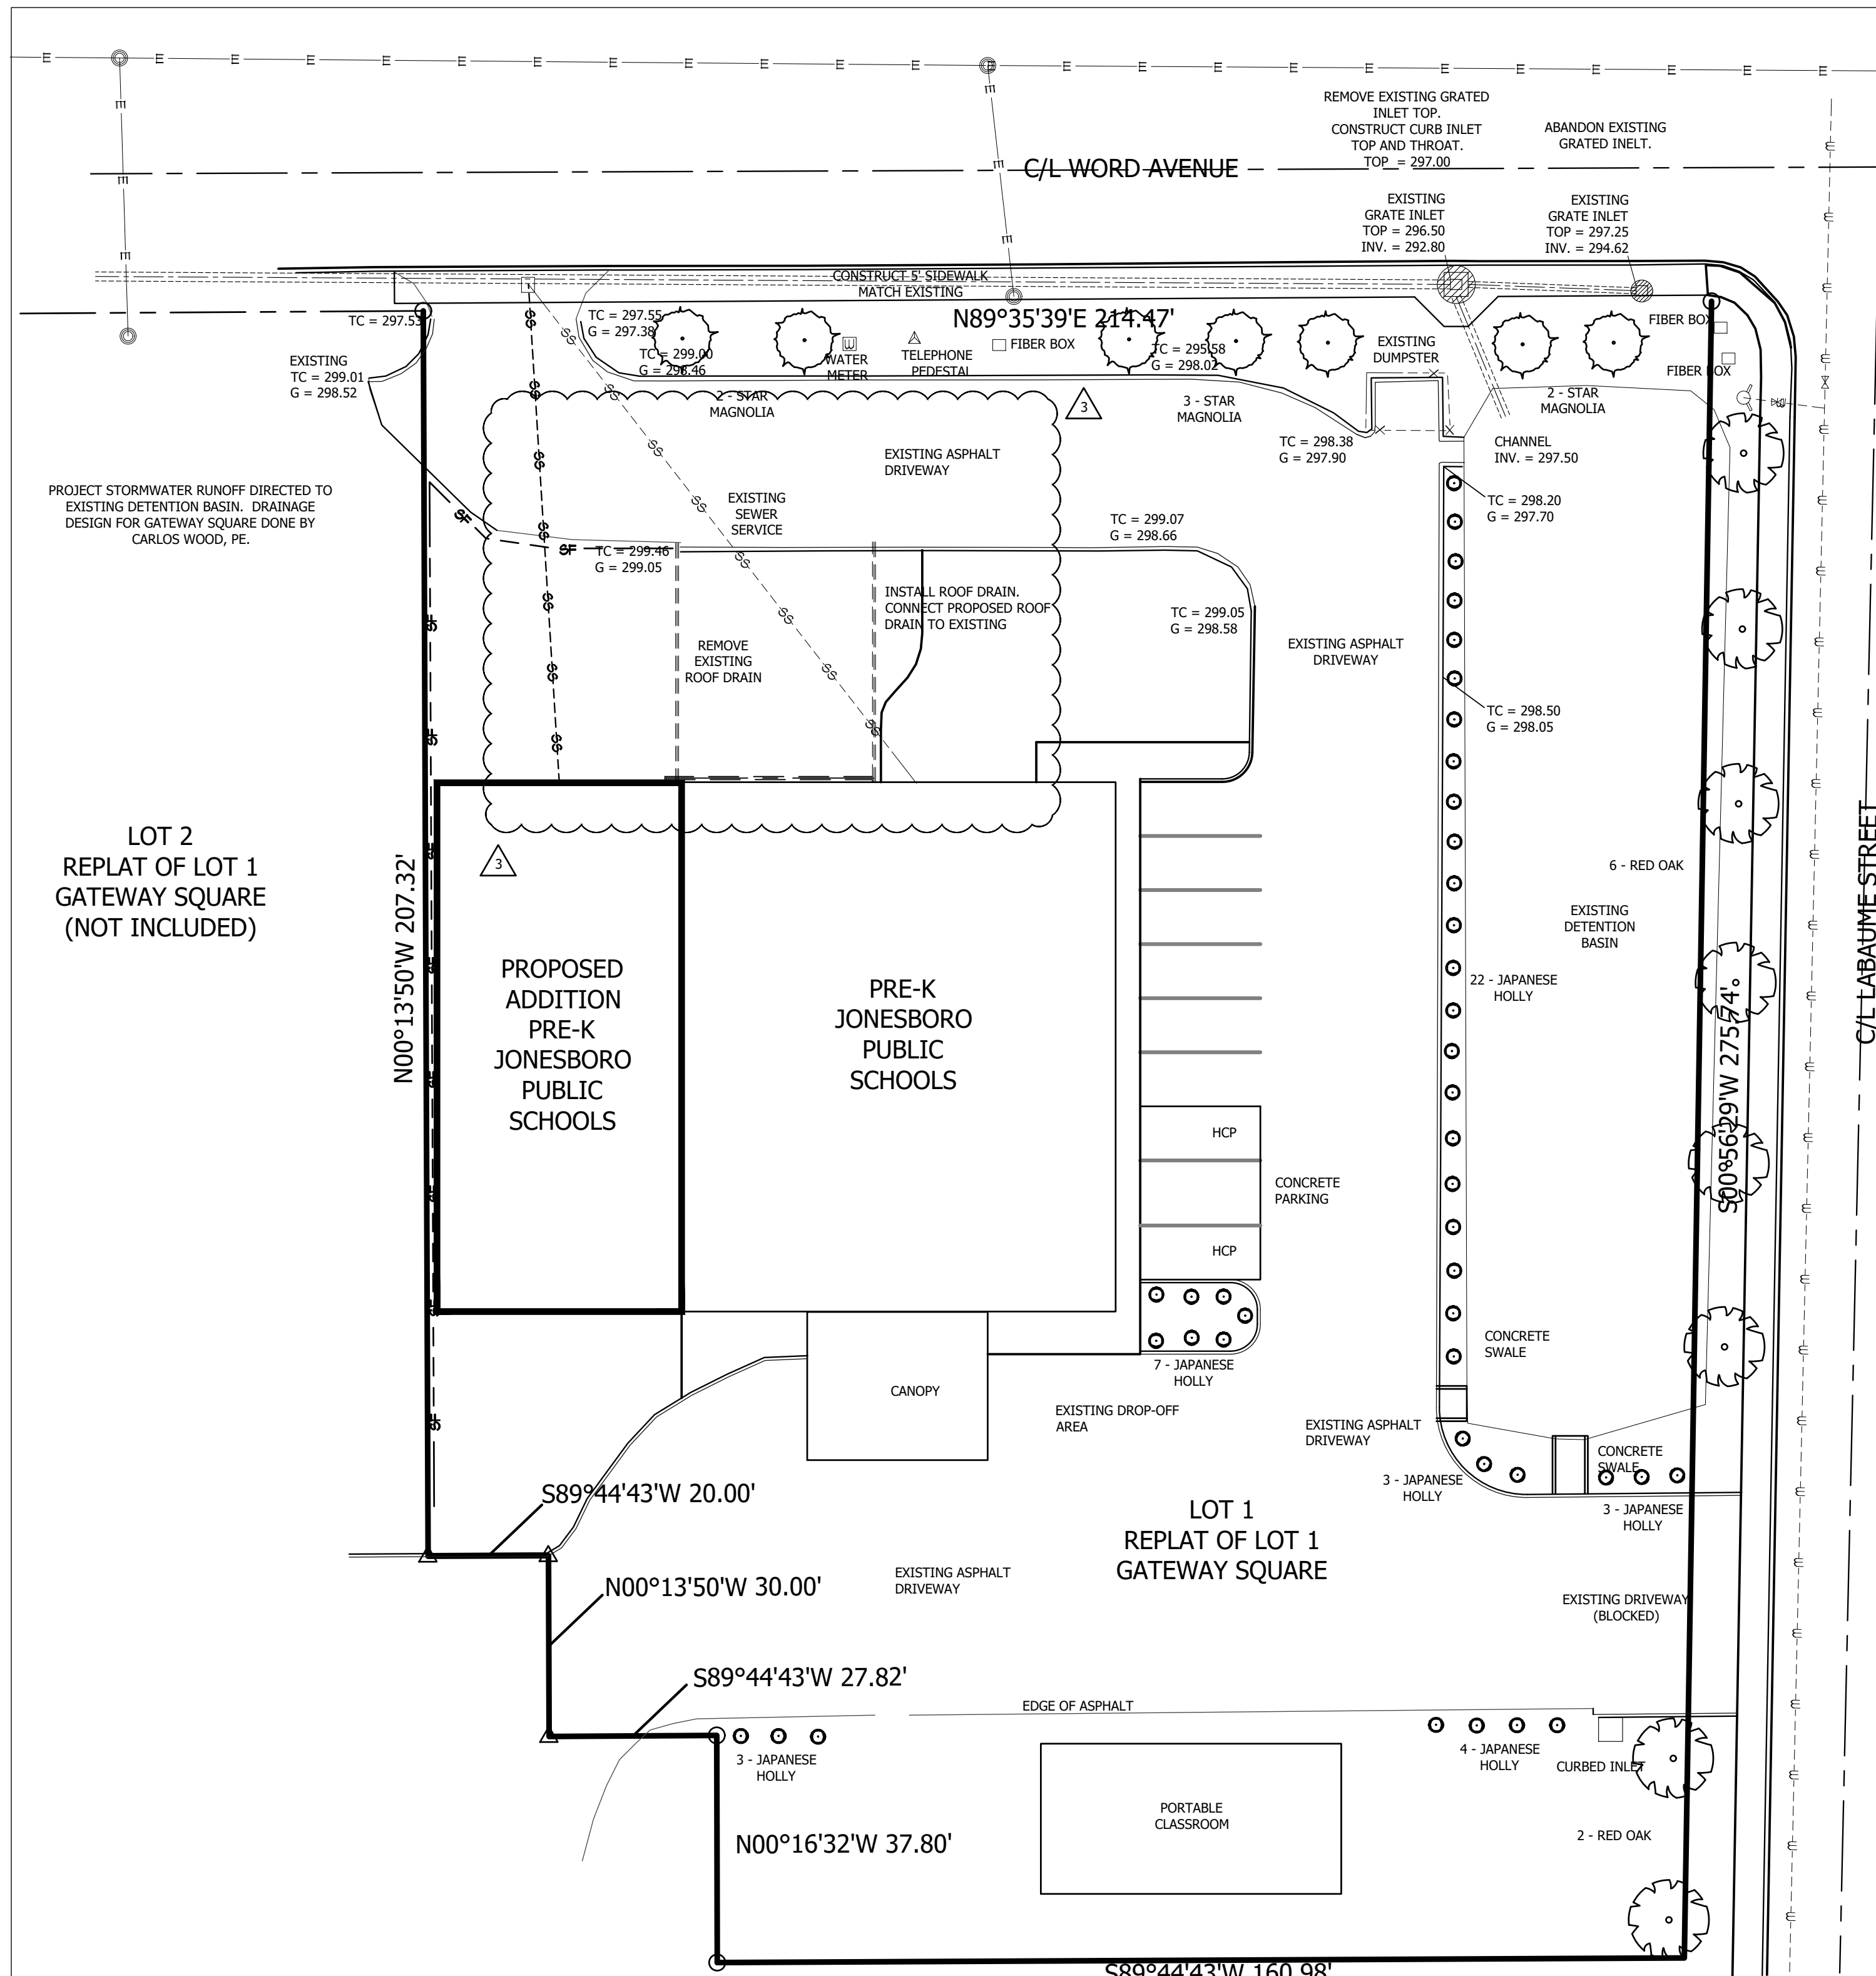 REMOVE EXISTING GRATED
INLET TOP.
CONSTRUCT CURB INLET
TOP AND THROAT.
TOP = 297.00
ABANDON EXISTING
GRATED INELT.
C/L WORD AVENUE
EXISTING
GRATE INLET
TOP = 296.50
INV. = 292.80
EXISTING
GRATE INLET
TOP = 297.25
INV. = 294.62
CONSTRUCT 5' SIDEWALK
MATCH EXISTING
N89°35'39'E 214.47'
TC = 297.53
TC = 297.55
G = 297.38
TC = 299.00
G = 298.46
EXISTING
TC = 299.01
G = 298.52
WATER
METER
TELEPHONE
PEDESTAL
FIBER BOX
TC = 295.58
G = 298.02
EXISTING
DUMPSTER
FIBER BOX
FIBER BOX
2 - STAR
MAGNOLIA
3
3 - STAR
MAGNOLIA
2 - STAR
MAGNOLIA
EXISTING ASPHALT
DRIVEWAY
TC = 298.38
G = 297.90
CHANNEL
INV. = 297.50
PROJECT STORMWATER RUNOFF DIRECTED TO
EXISTING DETENTION BASIN. DRAINAGE
DESIGN FOR GATEWAY SQUARE DONE BY
CARLOS WOOD, PE.
EXISTING
SEWER
SERVICE
TC = 299.07
G = 298.66
TC = 298.20
G = 297.70
TC = 299.46
G = 299.05
INSTALL ROOF DRAIN.
CONNECT PROPOSED ROOF
DRAIN TO EXISTING
TC = 299.05
G = 298.58
REMOVE
EXISTING
ROOF DRAIN
EXISTING ASPHALT
DRIVEWAY
TC = 298.50
G = 298.05
LOT 2
REPLAT OF LOT 1
GATEWAY SQUARE
(NOT INCLUDED)
3
N00°13'50'W 207.32'
6 - RED OAK
C/L LABAUME STREET
EXISTING
DETENTION
BASIN
PROPOSED
ADDITION
PRE-K
JONESBORO
PUBLIC
SCHOOLS
PRE-K
JONESBORO
PUBLIC
SCHOOLS
22 - JAPANESE
HOLLY
S00°56'29'W 275.74'
HCP
CONCRETE
PARKING
HCP
CONCRETE
SWALE
7 - JAPANESE
HOLLY
CANOPY
EXISTING DROP-OFF
AREA
EXISTING ASPHALT
DRIVEWAY
CONCRETE
SWALE
3 - JAPANESE
HOLLY
3 - JAPANESE
HOLLY
S89°44'43'W 20.00'
LOT 1
REPLAT OF LOT 1
GATEWAY SQUARE
N00°13'50'W 30.00'
EXISTING ASPHALT
DRIVEWAY
EXISTING DRIVEWAY
(BLOCKED)
S89°44'43'W 27.82'
EDGE OF ASPHALT
3 - JAPANESE
HOLLY
4 - JAPANESE
HOLLY
CURBED INLET
PORTABLE
CLASSROOM
2 - RED OAK
N00°16'32'W 37.80'
S89°44'43'W 160.98'